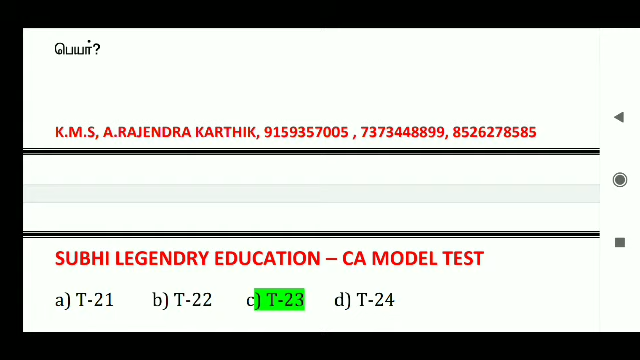 பெயர்?
K.M.S, A.RAJENDRA KARTHIK, 9159357005 , 7373448899, 8526278585
SUBHI LEGENDRY EDUCATION – CA MODEL TEST
a) T-21 b) T-22 c) T-23 d) T-24